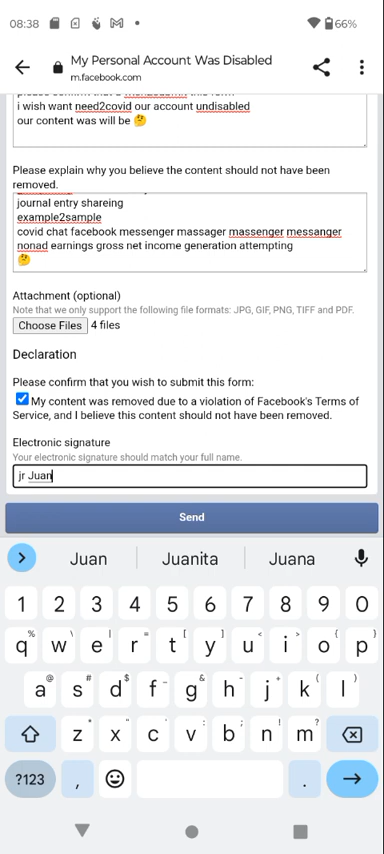 08:38
66%
My Personal Account Was Disabled
m.facebook.com
i wish want need2covid our account undisabled
our content was will be 🤔
Please explain why you believe the content should not have been
removed.
journal entry shareing
example2sample
covid chat facebook messenger massager massenger messanger
nonad earnings gross net income generation attempting
🤔
Attachment (optional)
Note that we only support the following file formats: JPG, GIF, PNG, TIFF and PDF.
Choose Files 4 files
Declaration
Please confirm that you wish to submit this form:
My content was removed due to a violation of Facebook's Terms of
Service, and I believe this content should not have been removed.
Electronic signature
Your electronic signature should match your full name.
jr Juan
Send
Juan Juanita Juana
1 2 3 4 5 6 7 8 9 0
q% w\ e| r= t[ y] u< i> o{ p}
a@ s# d$ f_ g& h- j+ k( l)
z* x" c' v: b; n! m?
?123 , .